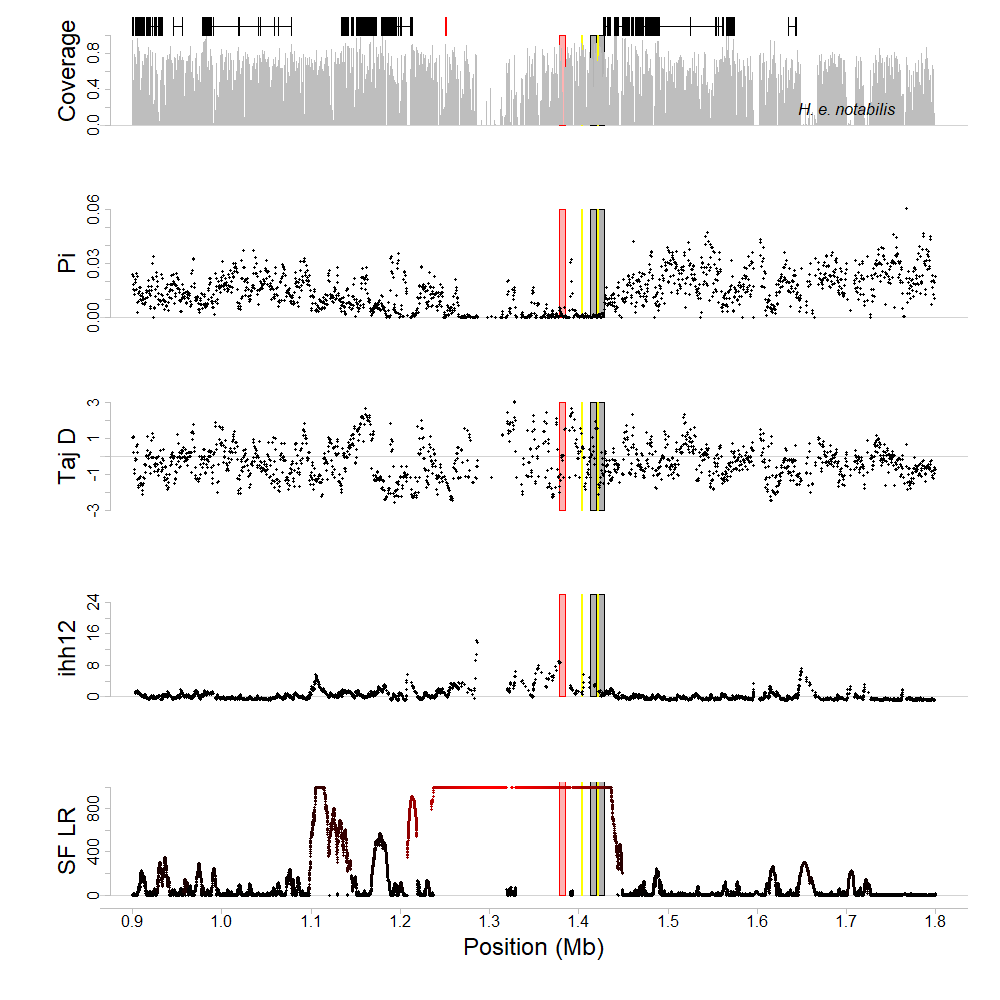 Coverage
0.0 0.4 0.8
H. e. notabilis
Pi
0.00 0.03 0.06
Taj D
-3 -1 1 3
ihh12
0 8 16 24
SF LR
0 400 800
0.9 1.0 1.1 1.2 1.3 1.4 1.5 1.6 1.7 1.8
Position (Mb)